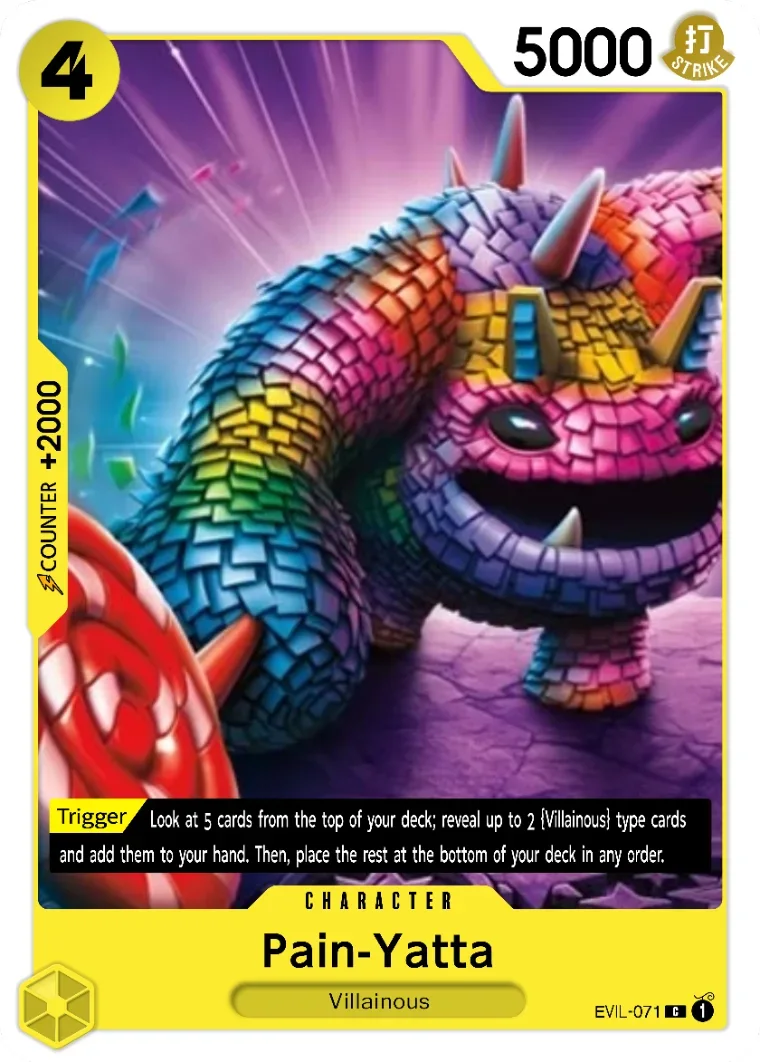 4
5000
打
STRIKE
COUNTER +2000
Trigger Look at 5 cards from the top of your deck; reveal up to 2 {Villainous} type cards
and add them to your hand. Then, place the rest at the bottom of your deck in any order.
CHARACTER
Pain-Yatta
Villainous
EVIL-071 C 1